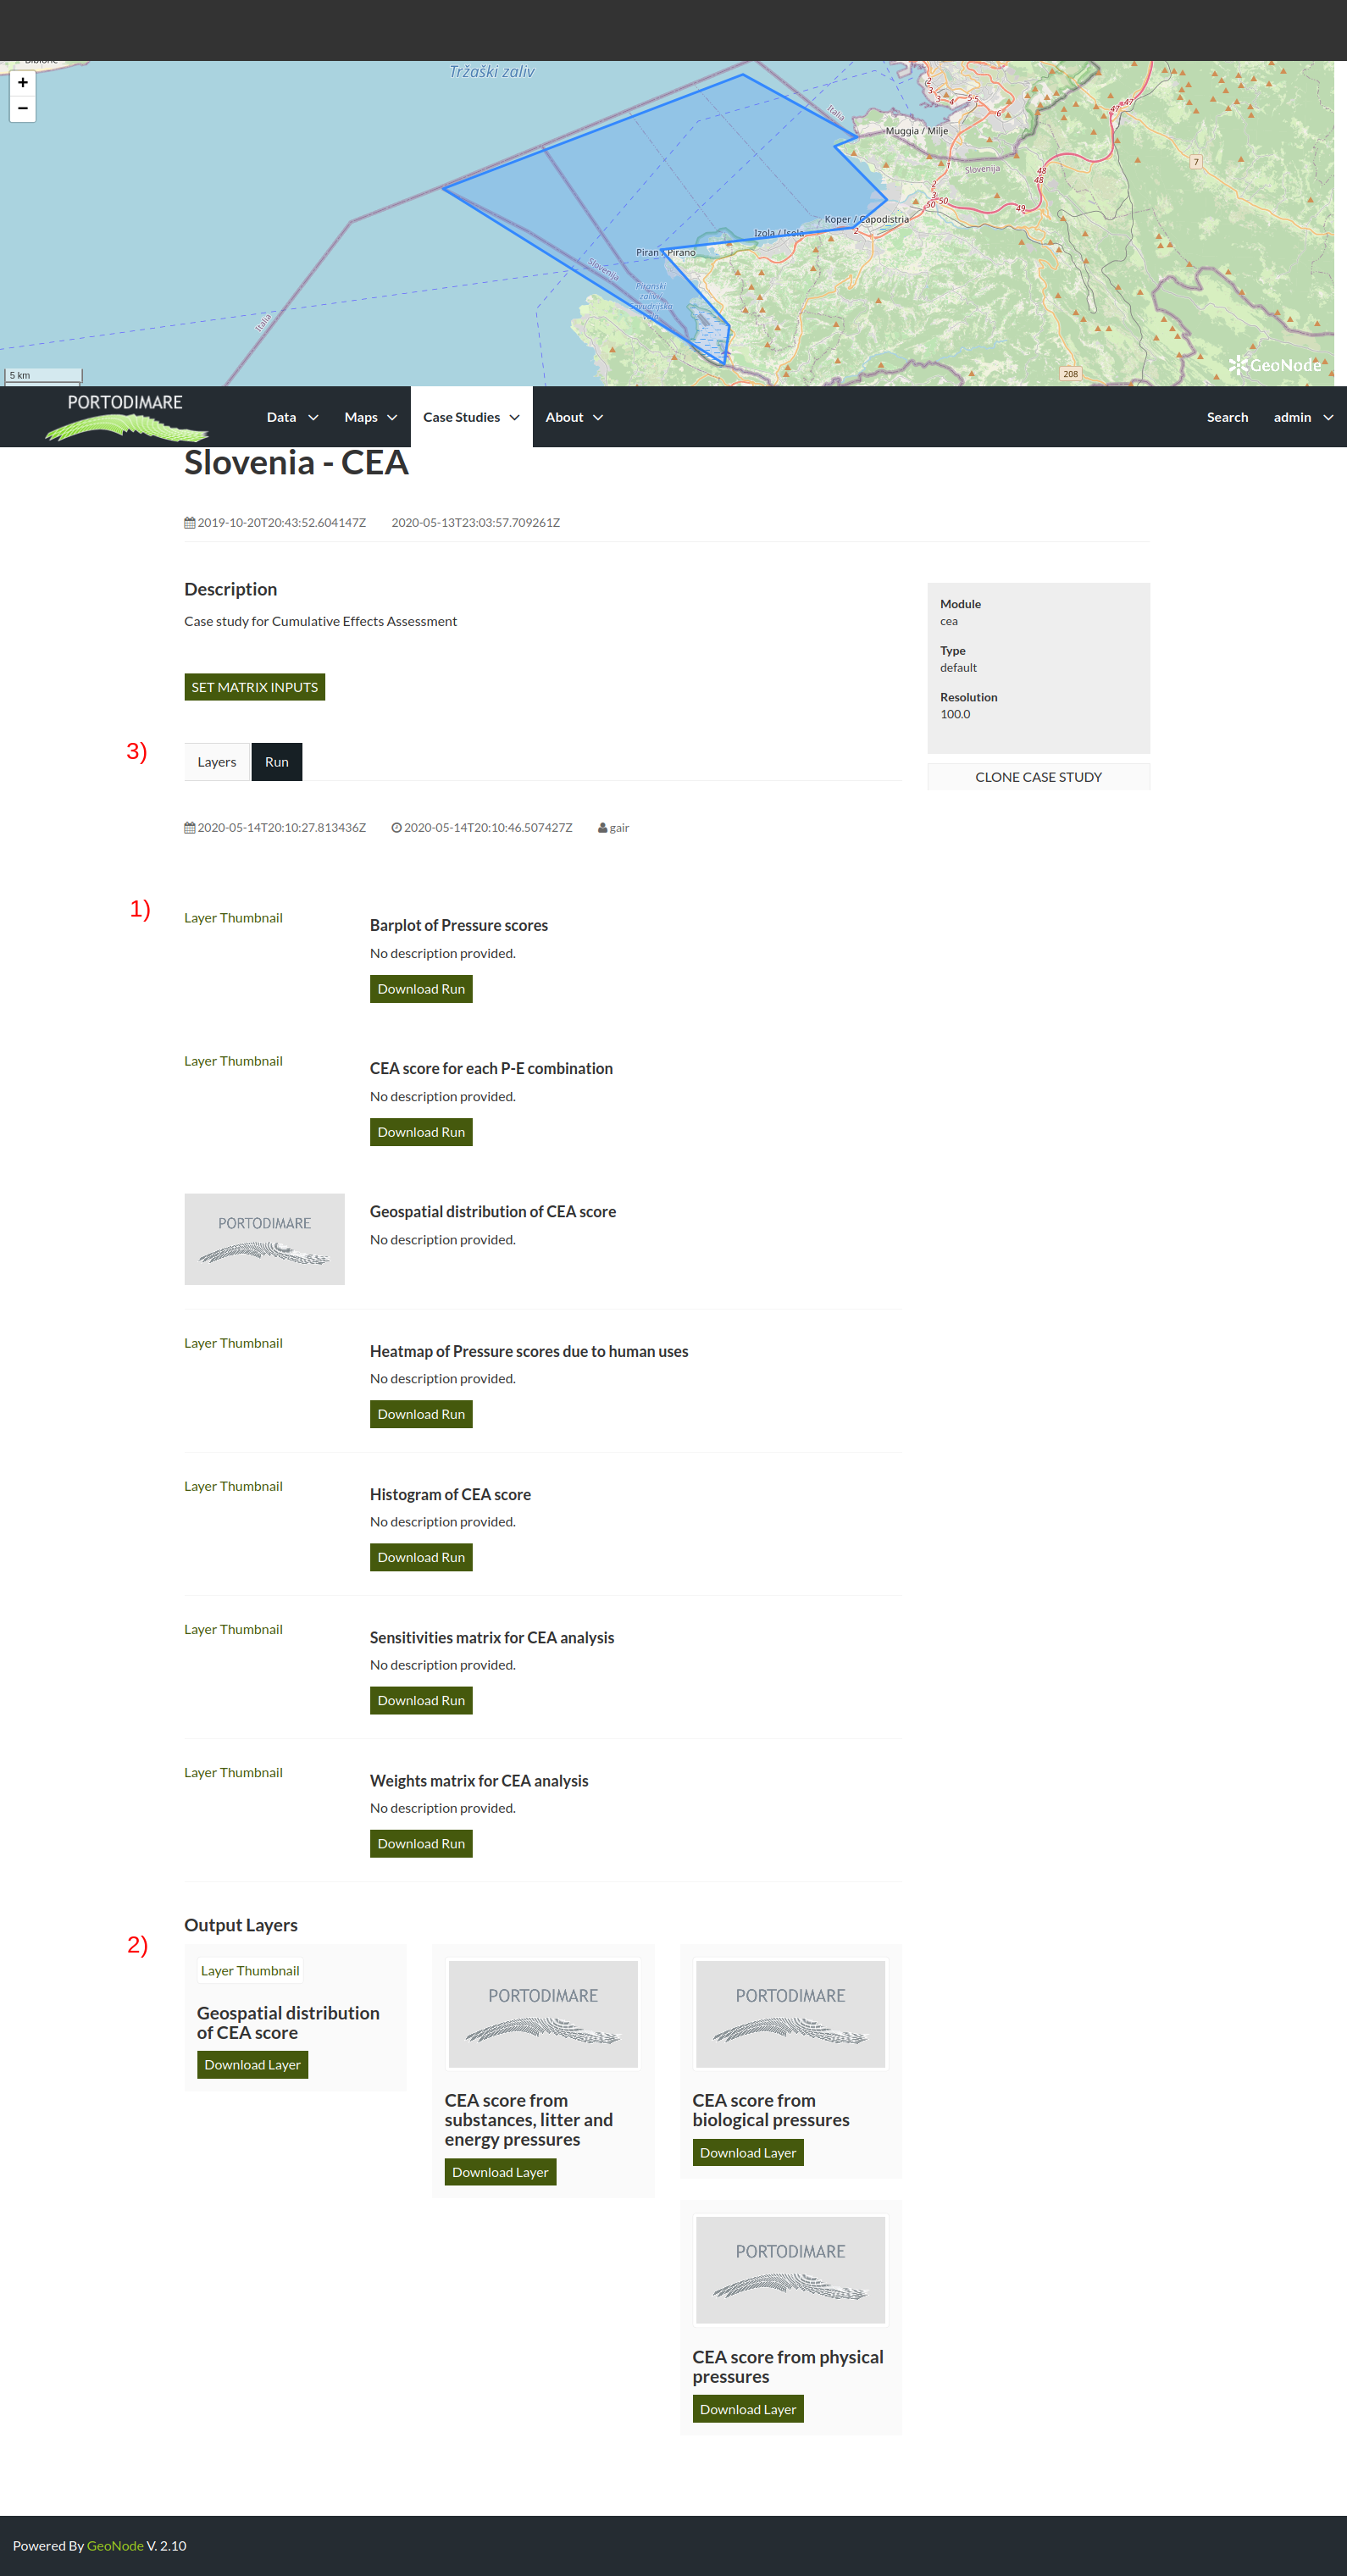 Tržaški zaliv
+
−
Italia
Muggia / Milje
Slovenija
Koper / Capodistria
Izola / Isola
Piran / Pirano
Slovenija
Piranski
zaliv
Italia
5 km
208
7
GeoNode
PORTODIMARE
Data
Maps
Case Studies
About
Search
admin
Slovenia - CEA
2019-10-20T20:43:52.604147Z 2020-05-13T23:03:57.709261Z
Description
Case study for Cumulative Effects Assessment
SET MATRIX INPUTS
Module
cea
Type
default
Resolution
100.0
CLONE CASE STUDY
3)
Layers
Run
2020-05-14T20:10:27.813436Z 2020-05-14T20:10:46.507427Z gair
1)
Layer Thumbnail
Barplot of Pressure scores
No description provided.
Download Run
Layer Thumbnail
CEA score for each P-E combination
No description provided.
Download Run
PORTODIMARE
Geospatial distribution of CEA score
No description provided.
Layer Thumbnail
Heatmap of Pressure scores due to human uses
No description provided.
Download Run
Layer Thumbnail
Histogram of CEA score
No description provided.
Download Run
Layer Thumbnail
Sensitivities matrix for CEA analysis
No description provided.
Download Run
Layer Thumbnail
Weights matrix for CEA analysis
No description provided.
Download Run
Output Layers
2)
Layer Thumbnail
Geospatial distribution
of CEA score
Download Layer
PORTODIMARE
CEA score from
substances, litter and
energy pressures
Download Layer
PORTODIMARE
CEA score from
biological pressures
Download Layer
PORTODIMARE
CEA score from physical
pressures
Download Layer
Powered By GeoNode V. 2.10